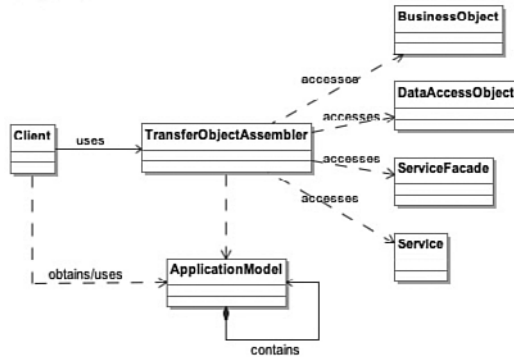 BusinessObject
accesses
DataAccessObject
accesses
Client
uses
TransferObjectAssembler
accesses
ServiceFacade
accesses
Service
ApplicationModel
obtains/uses
contains